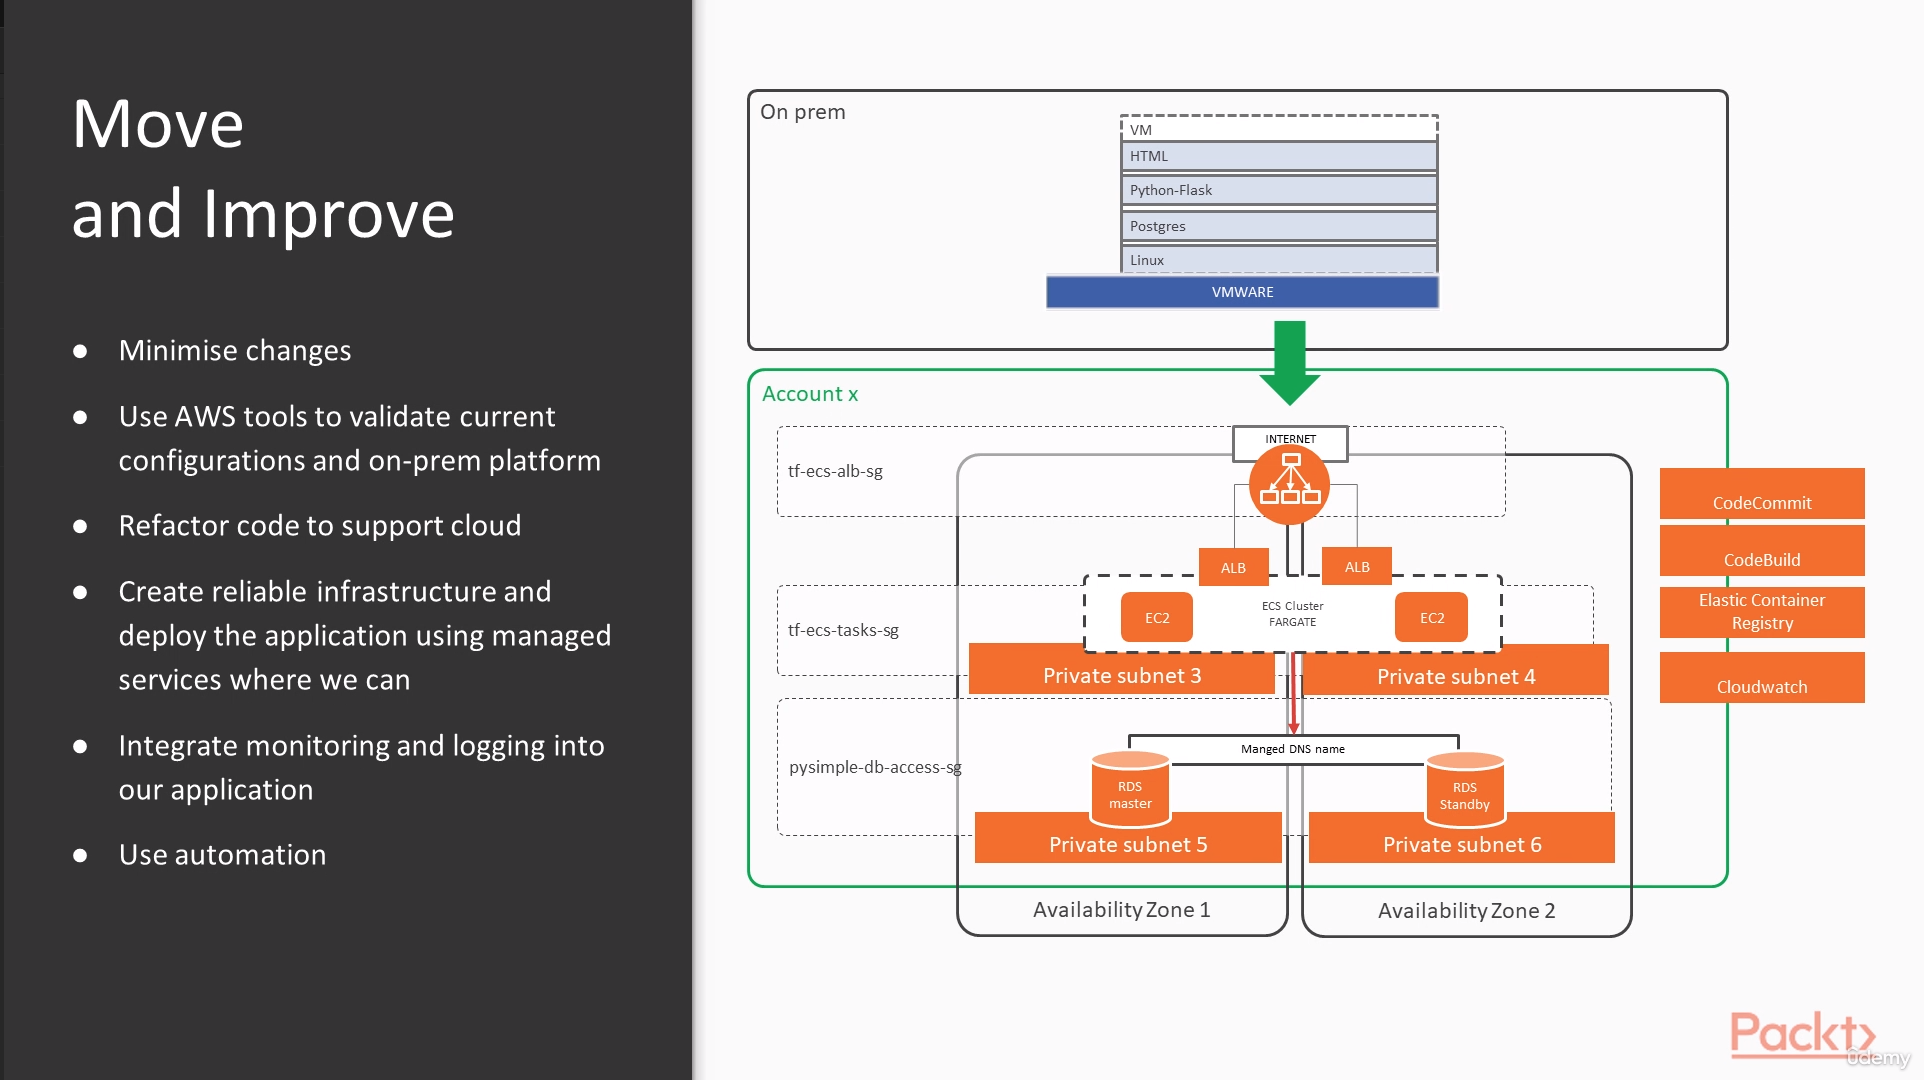 Move
and Improve
● Minimise changes
● Use AWS tools to validate current
configurations and on-prem platform
● Refactor code to support cloud
● Create reliable infrastructure and
deploy the application using managed
services where we can
● Integrate monitoring and logging into
our application
● Use automation
On prem
VM
HTML
Python-Flask
Postgres
Linux
VMWARE
Account x
INTERNET
tf-ecs-alb-sg
ALB
ALB
tf-ecs-tasks-sg
EC2
ECS Cluster
FARGATE
EC2
Private subnet 3
Private subnet 4
Manged DNS name
pysimple-db-access-sg
RDS
master
RDS
Standby
Private subnet 5
Private subnet 6
Availability Zone 1
Availability Zone 2
CodeCommit
CodeBuild
Elastic Container
Registry
Cloudwatch
Packt
ûdemy